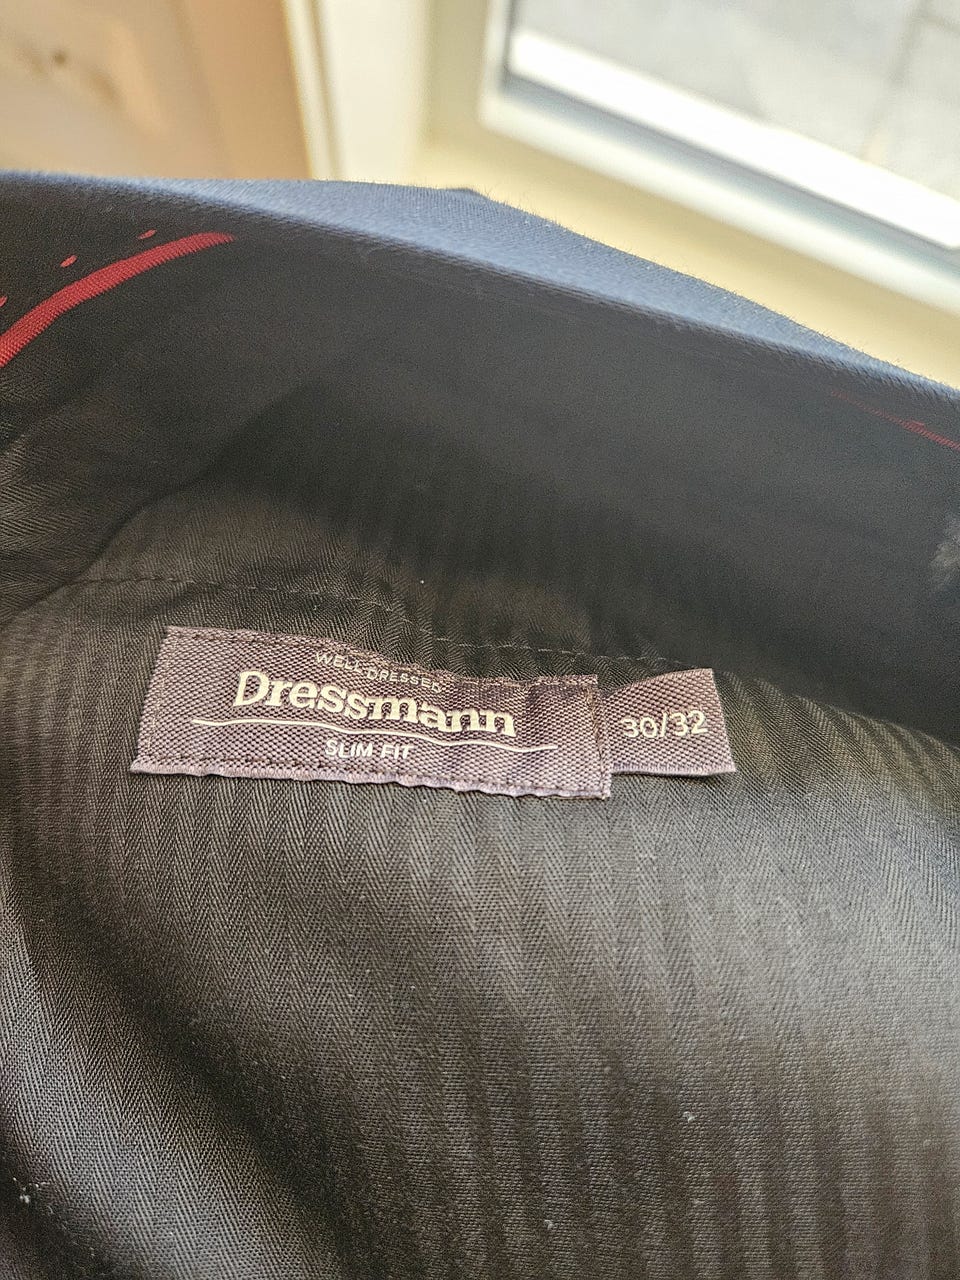 WELL-DRESSED
Dressmann
SLIM FIT
30/32